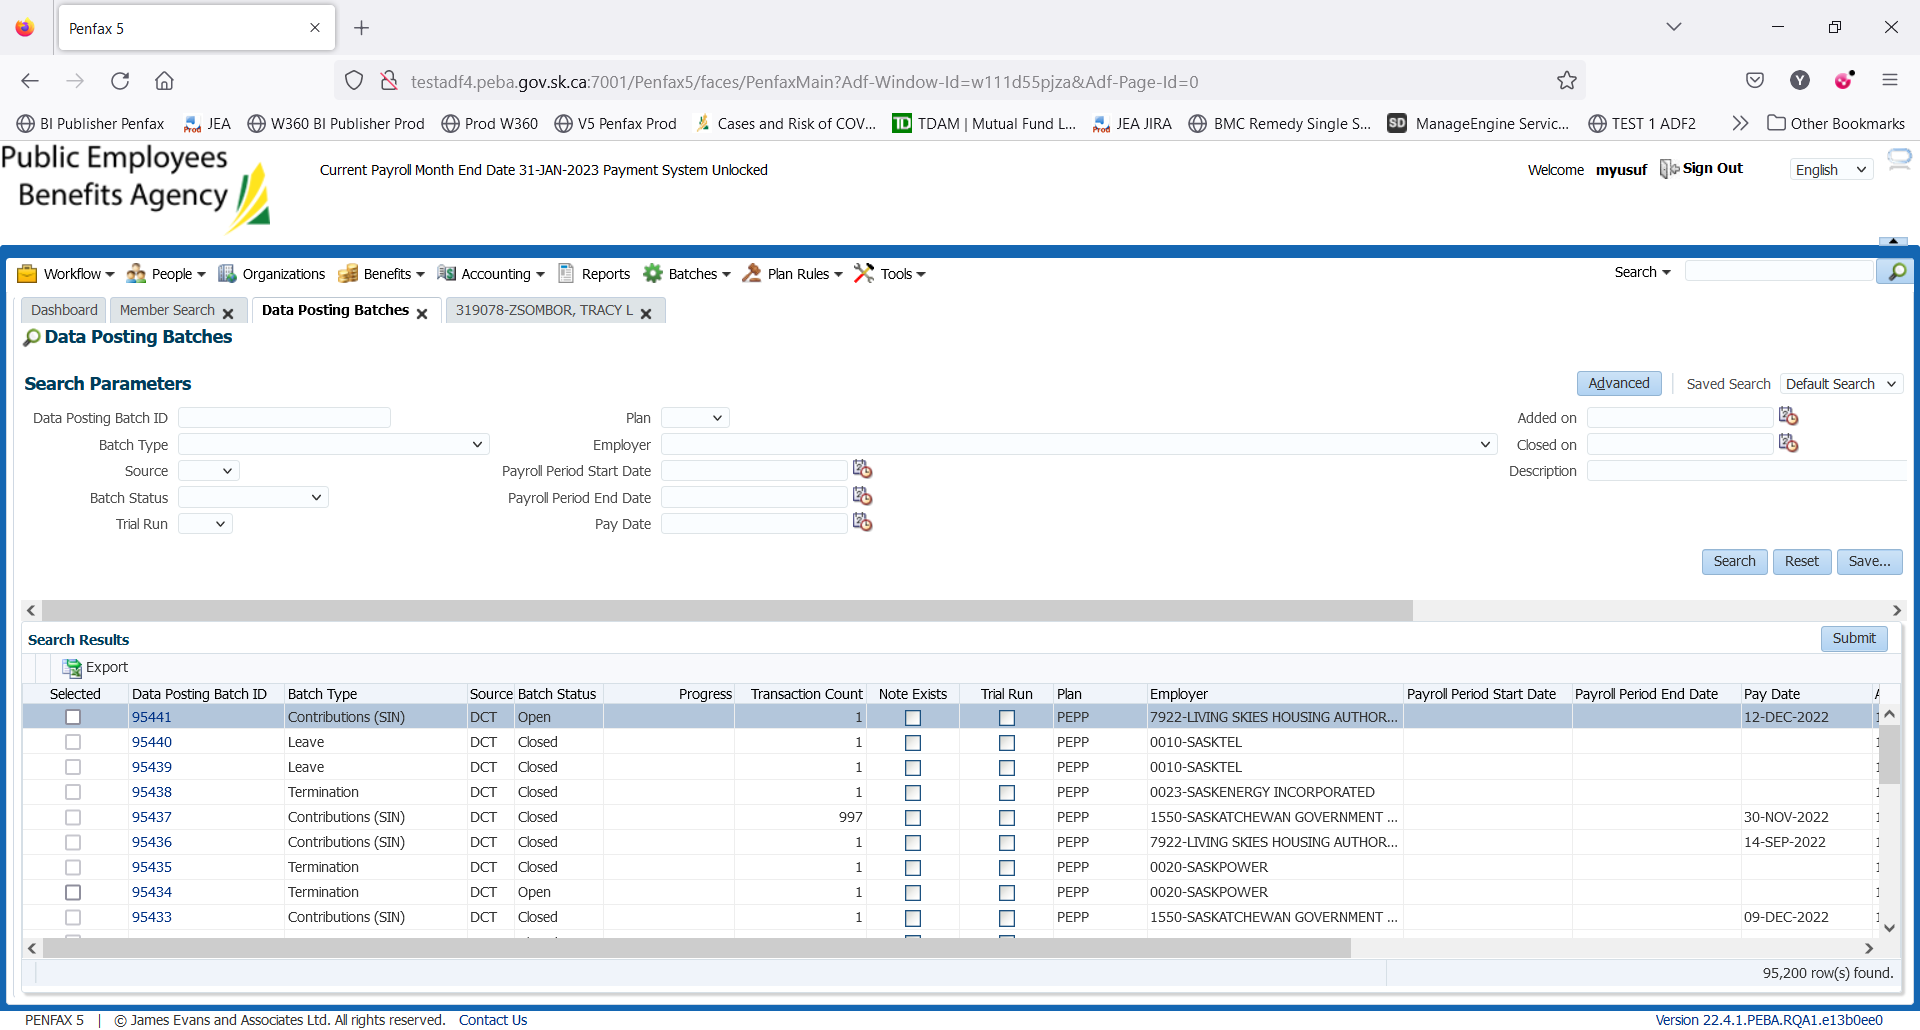 Penfax 5
testadf4.peba.gov.sk.ca:7001/Penfax5/faces/PenfaxMain?Adf-Window-Id=w111d55pjza&Adf-Page-Id=0
Y
BI Publisher Penfax JEA W360 BI Publisher Prod Prod W360 V5 Penfax Prod Cases and Risk of COV... TD TDAM | Mutual Fund L... JEA JIRA BMC Remedy Single S... SD ManageEngine Servic... TEST 1 ADF2 Other Bookmarks
Public Employees
Benefits Agency
Current Payroll Month End Date 31-JAN-2023 Payment System Unlocked
Welcome myusuf Sign Out English
Workflow People Organizations Benefits Accounting Reports Batches Plan Rules Tools Search
Dashboard Member Search Data Posting Batches 319078-ZSOMBOR, TRACY L
Data Posting Batches
Search Parameters Advanced Saved Search Default Search
Data Posting Batch ID Plan Added on
Batch Type Employer Closed on
Source Payroll Period Start Date Description
Batch Status Payroll Period End Date
Trial Run Pay Date
Search Reset Save...
Search Results Submit
Export
Selected Data Posting Batch ID Batch Type Source Batch Status Progress Transaction Count Note Exists Trial Run Plan Employer Payroll Period Start Date Payroll Period End Date Pay Date
95441 Contributions (SIN) DCT Open 1 PEPP 7922-LIVING SKIES HOUSING AUTHOR... 12-DEC-2022
95440 Leave DCT Closed 1 PEPP 0010-SASKTEL
95439 Leave DCT Closed 1 PEPP 0010-SASKTEL
95438 Termination DCT Closed 1 PEPP 0023-SASKENERGY INCORPORATED
95437 Contributions (SIN) DCT Closed 997 PEPP 1550-SASKATCHEWAN GOVERNMENT ... 30-NOV-2022
95436 Contributions (SIN) DCT Closed 1 PEPP 7922-LIVING SKIES HOUSING AUTHOR... 14-SEP-2022
95435 Termination DCT Closed 1 PEPP 0020-SASKPOWER
95434 Termination DCT Open 1 PEPP 0020-SASKPOWER
95433 Contributions (SIN) DCT Closed 1 PEPP 1550-SASKATCHEWAN GOVERNMENT ... 09-DEC-2022
95,200 row(s) found.
PENFAX 5 | © James Evans and Associates Ltd. All rights reserved. Contact Us Version 22.4.1.PEBA.RQA1.e13b0ee0